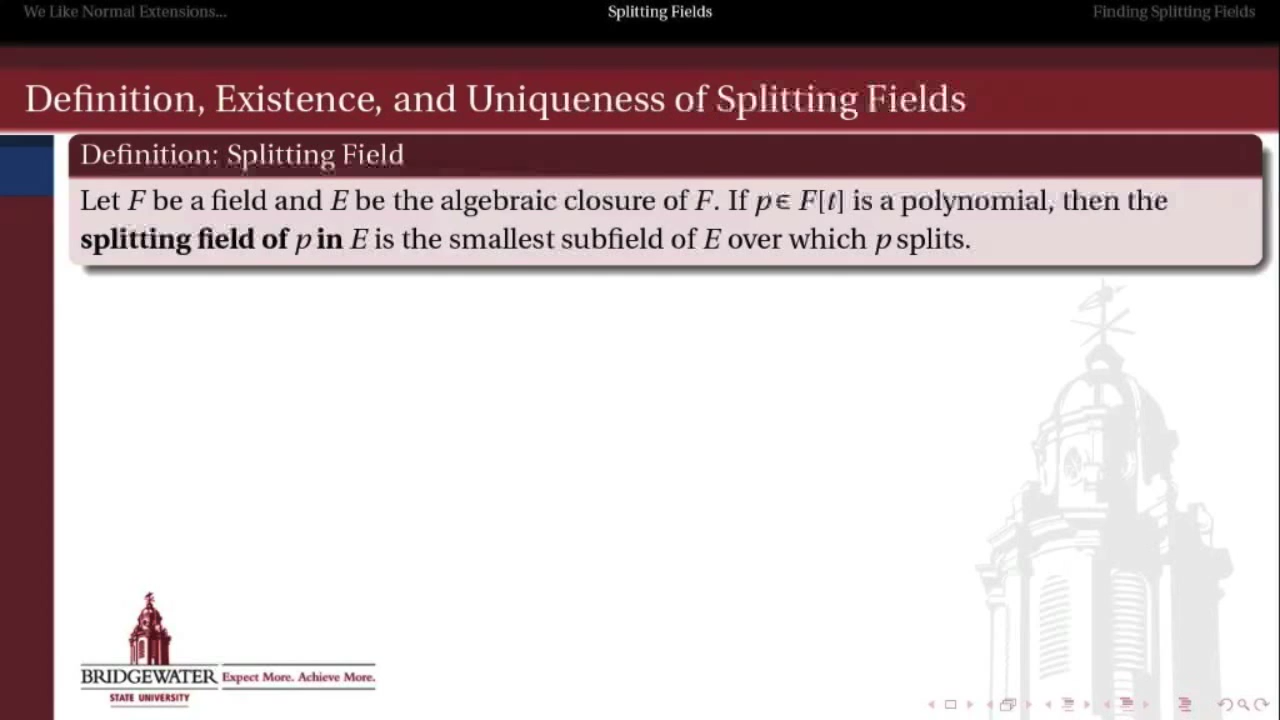 We Like Normal Extensions... Splitting Fields Finding Splitting Fields
Definition, Existence, and Uniqueness of Splitting Fields
Definition: Splitting Field
Let F be a field and E be the algebraic closure of F. If p ∈ F[t] is a polynomial, then the
splitting field of p in E is the smallest subfield of E over which p splits.
BRIDGEWATER Expect More. Achieve More.
STATE UNIVERSITY